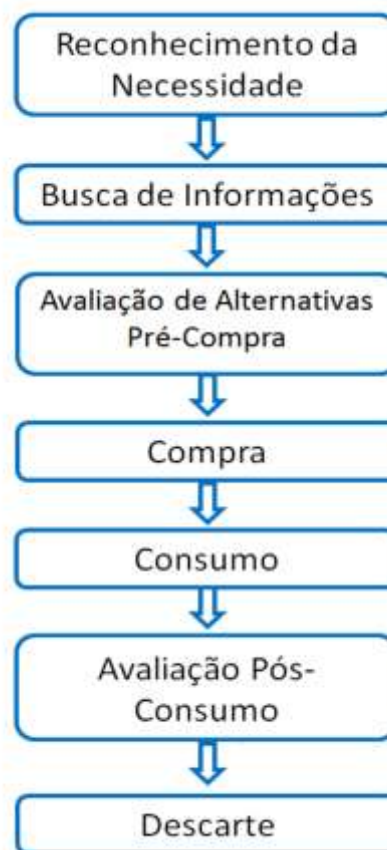 Reconhecimento da
Necessidade
Busca de Informações
Avaliação de Alternativas
Pré-Compra
Compra
Consumo
Avaliação Pós-
Consumo
Descarte